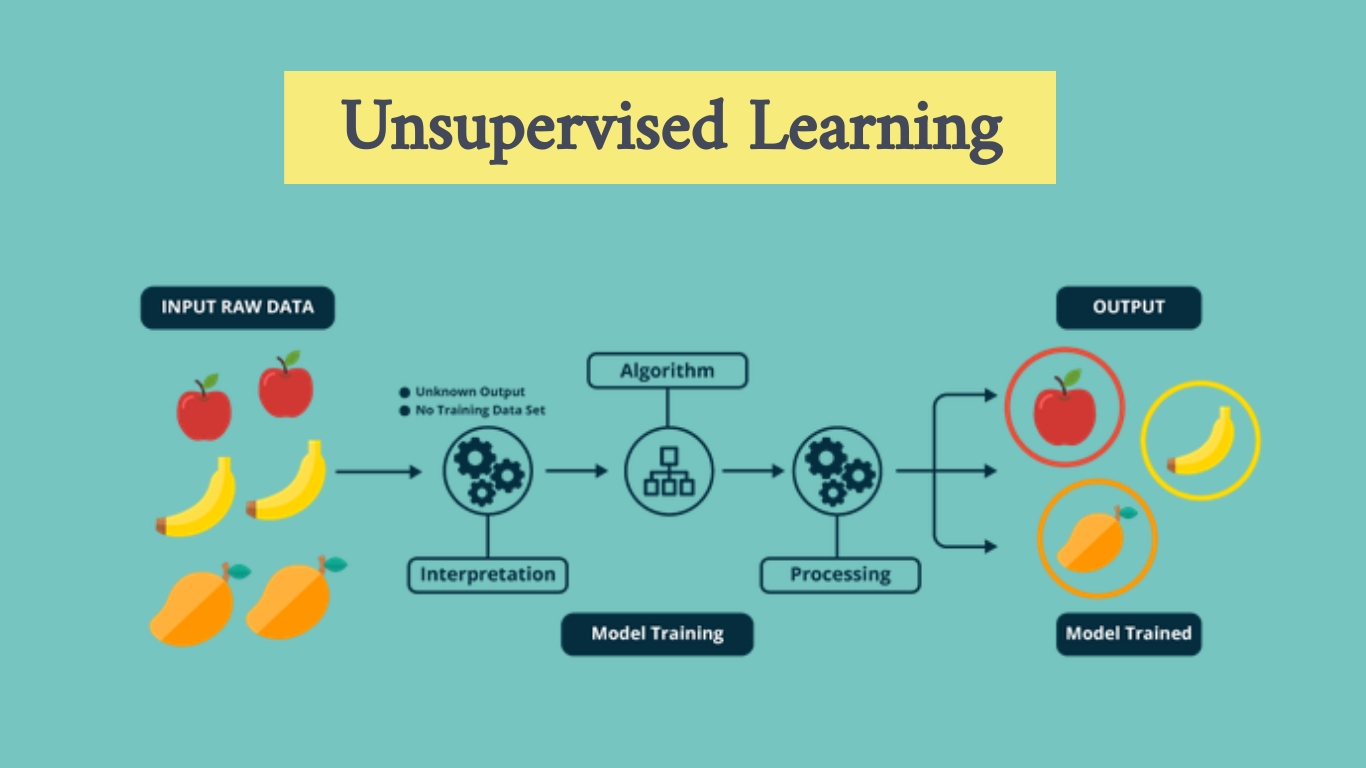 Unsupervised Learning
INPUT RAW DATA
OUTPUT
Algorithm
● Unknown Output
● No Training Data Set
Interpretation
Processing
Model Training
Model Trained